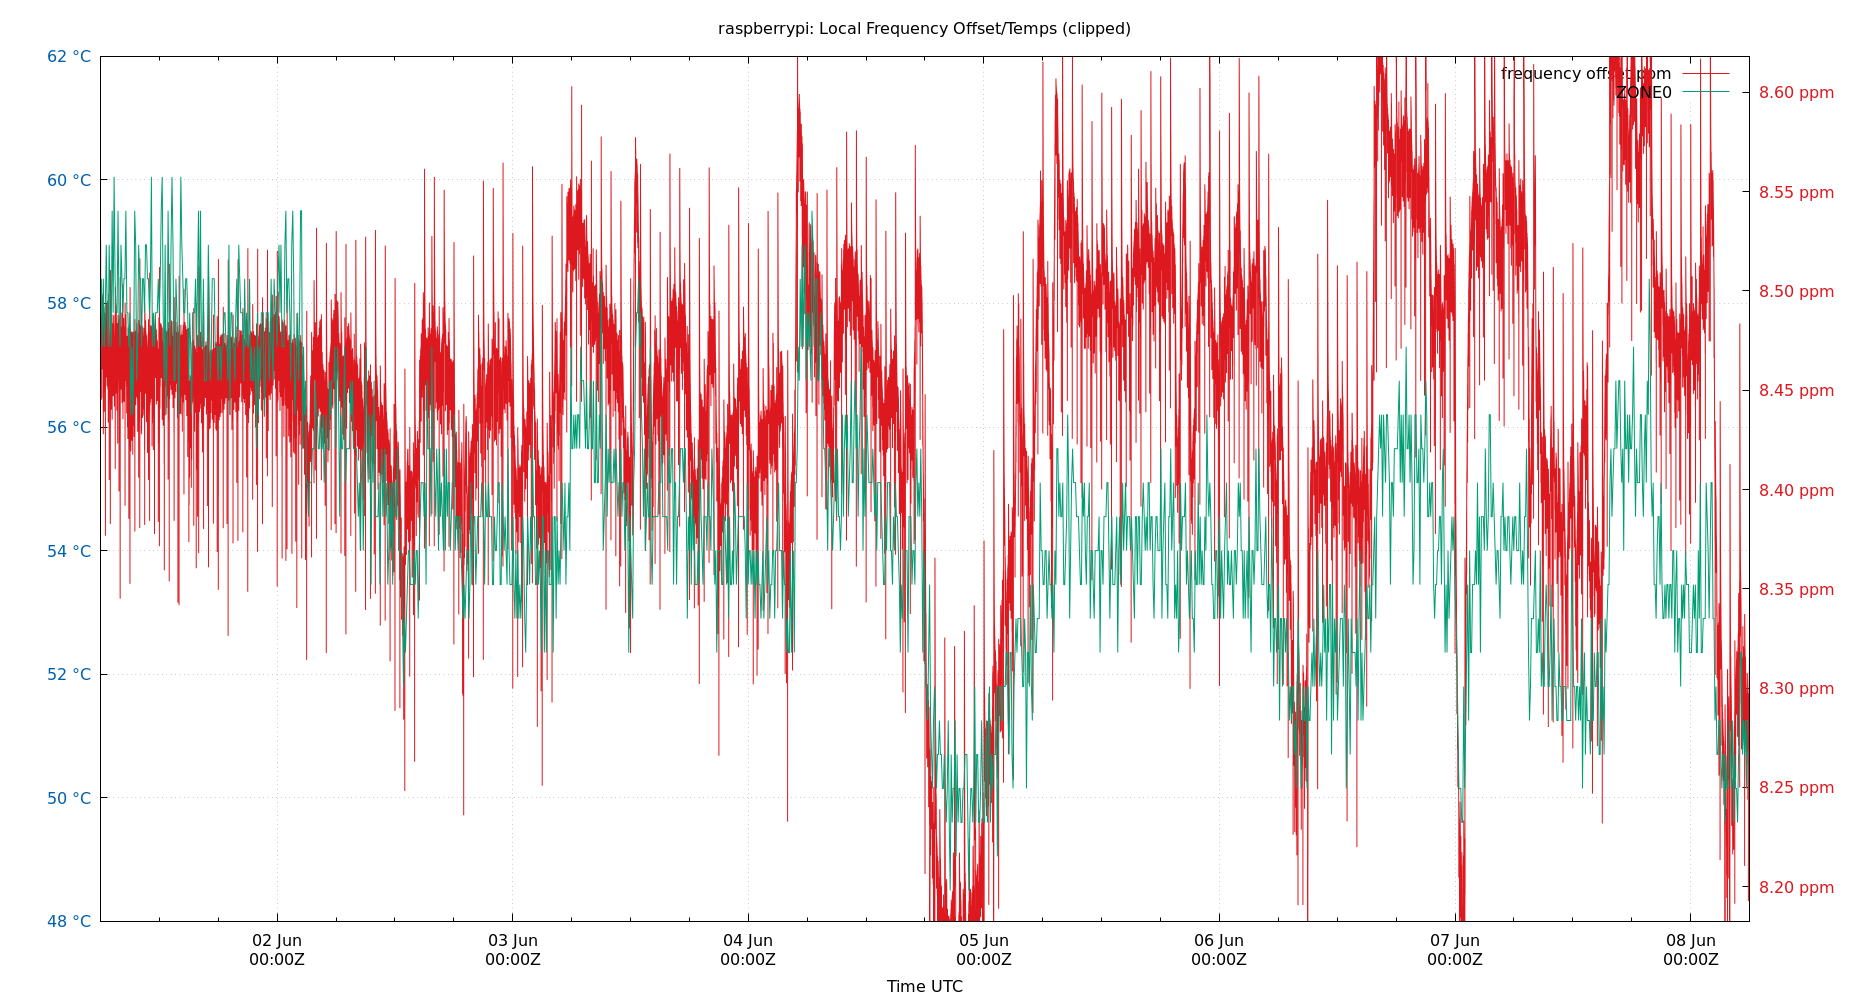 raspberrypi: Local Frequency Offset/Temps (clipped)
62 °C
60 °C
58 °C
56 °C
54 °C
52 °C
50 °C
48 °C
frequency offset ppm
ZONE0
8.60 ppm
8.55 ppm
8.50 ppm
8.45 ppm
8.40 ppm
8.35 ppm
8.30 ppm
8.25 ppm
8.20 ppm
02 Jun
00:00Z
03 Jun
00:00Z
04 Jun
00:00Z
05 Jun
00:00Z
06 Jun
00:00Z
07 Jun
00:00Z
08 Jun
00:00Z
Time UTC